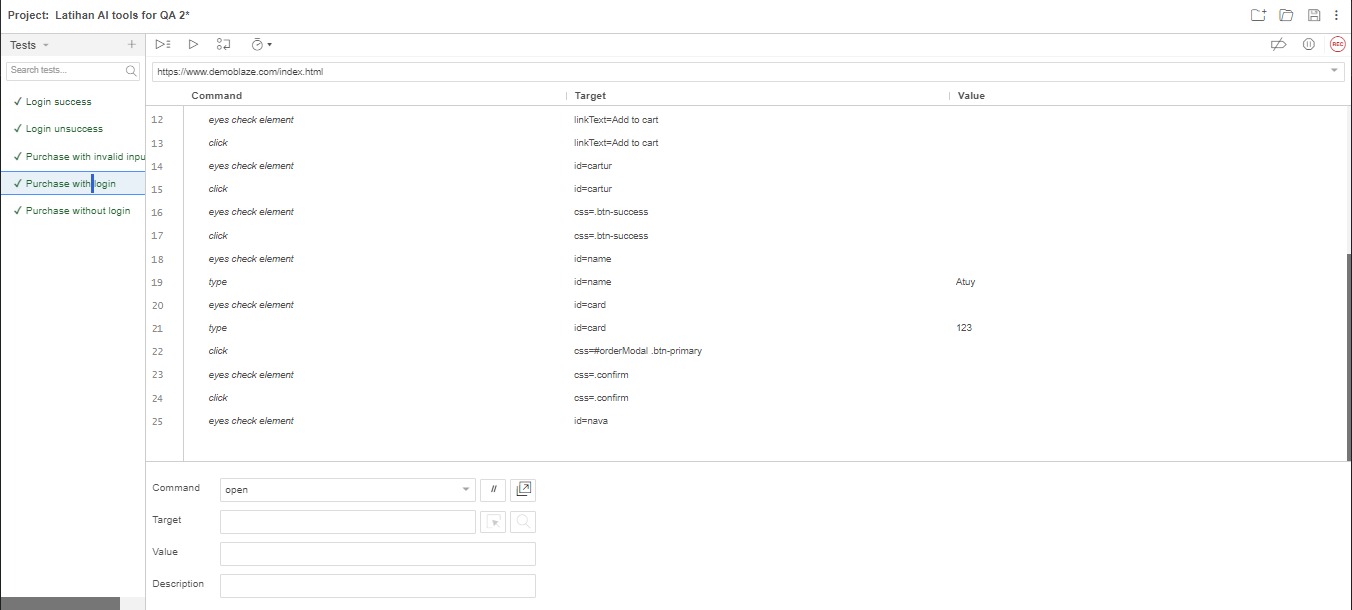 Project: Latihan AI tools for QA 2*
Tests
Search tests...
✓ Login success
✓ Login unsuccess
✓ Purchase with invalid inpu
✓ Purchase with login
✓ Purchase without login
REC
https://www.demoblaze.com/index.html
Command Target Value
12 eyes check element linkText=Add to cart
13 click linkText=Add to cart
14 eyes check element id=cartur
15 click id=cartur
16 eyes check element css=.btn-success
17 click css=.btn-success
18 eyes check element id=name
19 type id=name Atuy
20 eyes check element id=card
21 type id=card 123
22 click css=#orderModal .btn-primary
23 eyes check element css=.confirm
24 click css=.confirm
25 eyes check element id=nava
Command open //
Target
Value
Description